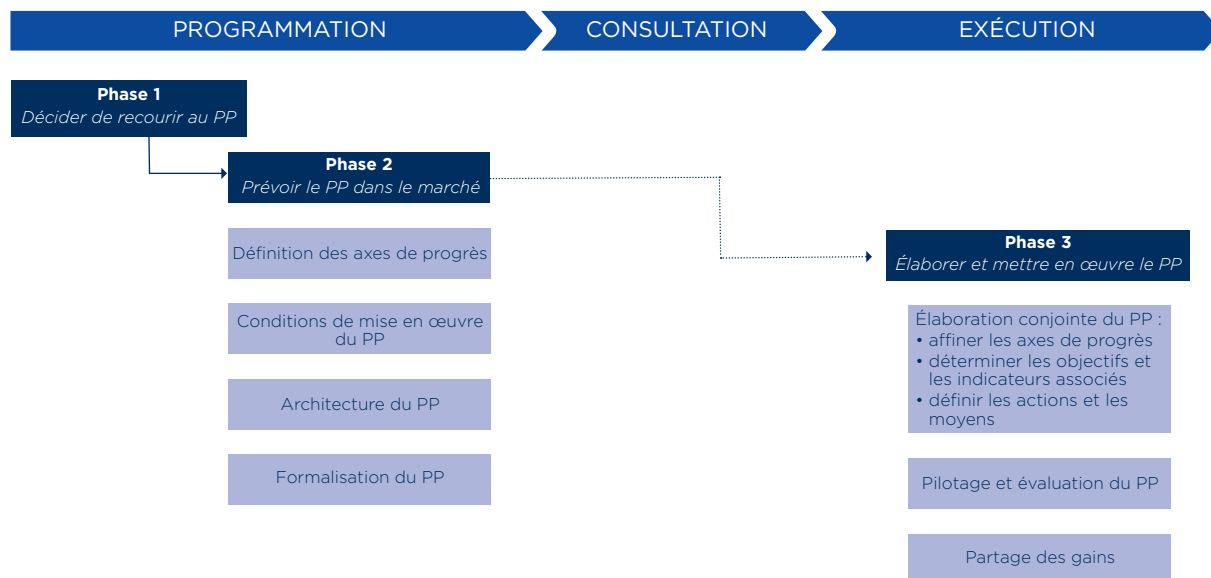 PROGRAMMATION
CONSULTATION
EXÉCUTION
Phase 1
Décider de recourir au PP
Phase 2
Prévoir le PP dans le marché
Définition des axes de progrès
Conditions de mise en œuvre
du PP
Architecture du PP
Formalisation du PP
Phase 3
Élaborer et mettre en œuvre le PP
Élaboration conjointe du PP :
• affiner les axes de progrès
• déterminer les objectifs et
les indicateurs associés
• définir les actions et les
moyens
Pilotage et évaluation du PP
Partage des gains